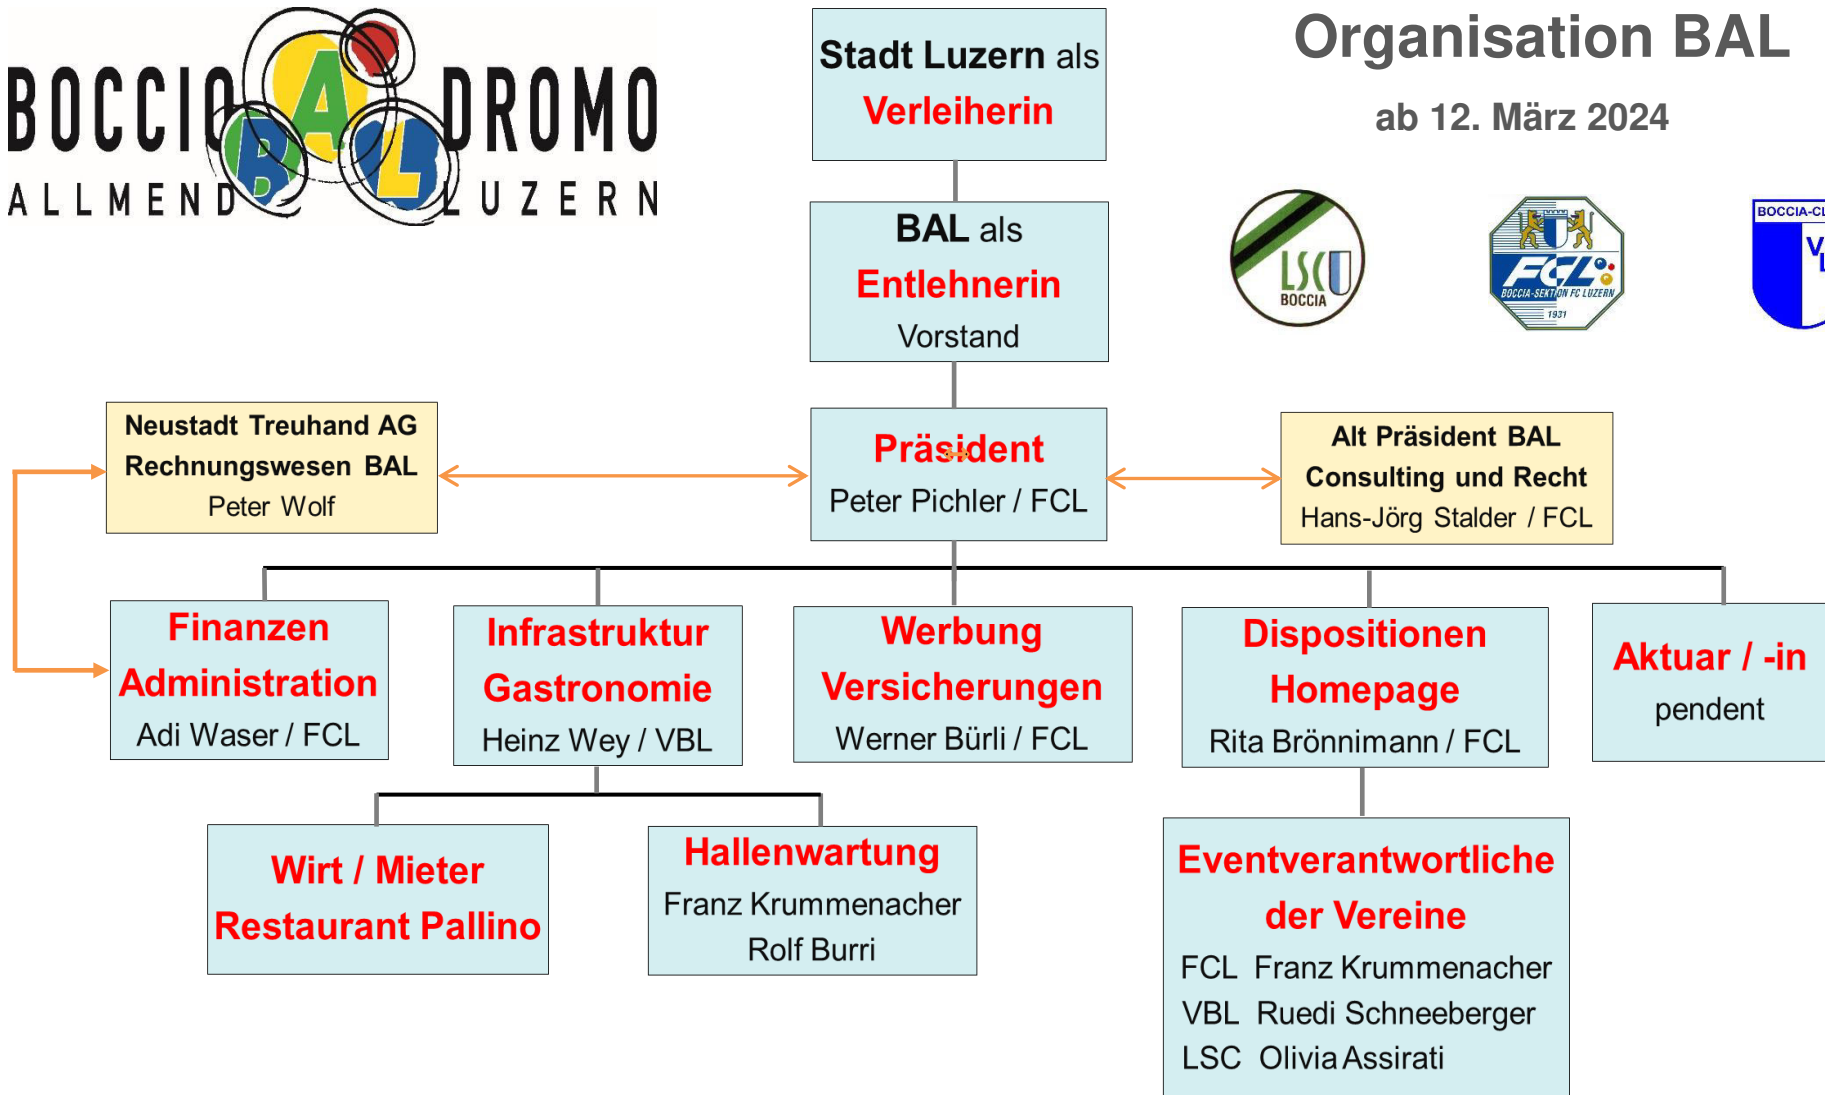 BOCCIO DROMO
BAL
ALLMEND LUZERN
Organisation BAL
ab 12. März 2024
Stadt Luzern als
Verleiherin
BAL als
Entlehnerin
Vorstand
LSC
BOCCIA
FCL
BOCCIA-SEKTION FC LUZERN
1931
BOCCIA-CL
V
L
Neustadt Treuhand AG
Rechnungswesen BAL
Peter Wolf
Präsident
Peter Pichler / FCL
Alt Präsident BAL
Consulting und Recht
Hans-Jörg Stalder / FCL
Finanzen
Administration
Adi Waser / FCL
Infrastruktur
Gastronomie
Heinz Wey / VBL
Werbung
Versicherungen
Werner Bürli / FCL
Dispositionen
Homepage
Rita Brönnimann / FCL
Aktuar / -in
pendent
Wirt / Mieter
Restaurant Pallino
Hallenwartung
Franz Krummenacher
Rolf Burri
Eventverantwortliche
der Vereine
FCL Franz Krummenacher
VBL Ruedi Schneeberger
LSC Olivia Assirati